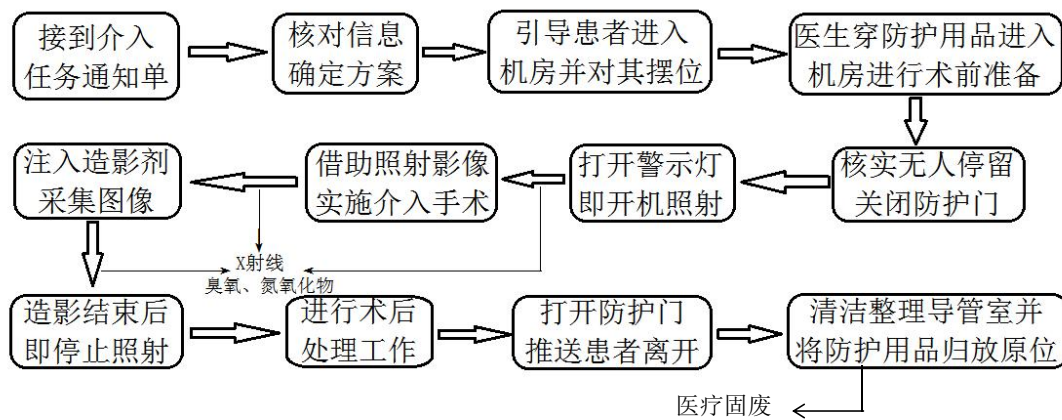 接到介入
任务通知单
核对信息
确定方案
引导患者进入
机房并对其摆位
医生穿防护用品进入
机房进行术前准备
核实无人停留
关闭防护门
打开警示灯
即开机照射
借助照射影像
实施介入手术
注入造影剂
采集图像
X射线
臭氧、氮氧化物
造影结束后
即停止照射
进行术后
处理工作
打开防护门
推送患者离开
清洁整理导管室并
将防护用品归放原位
医疗固废